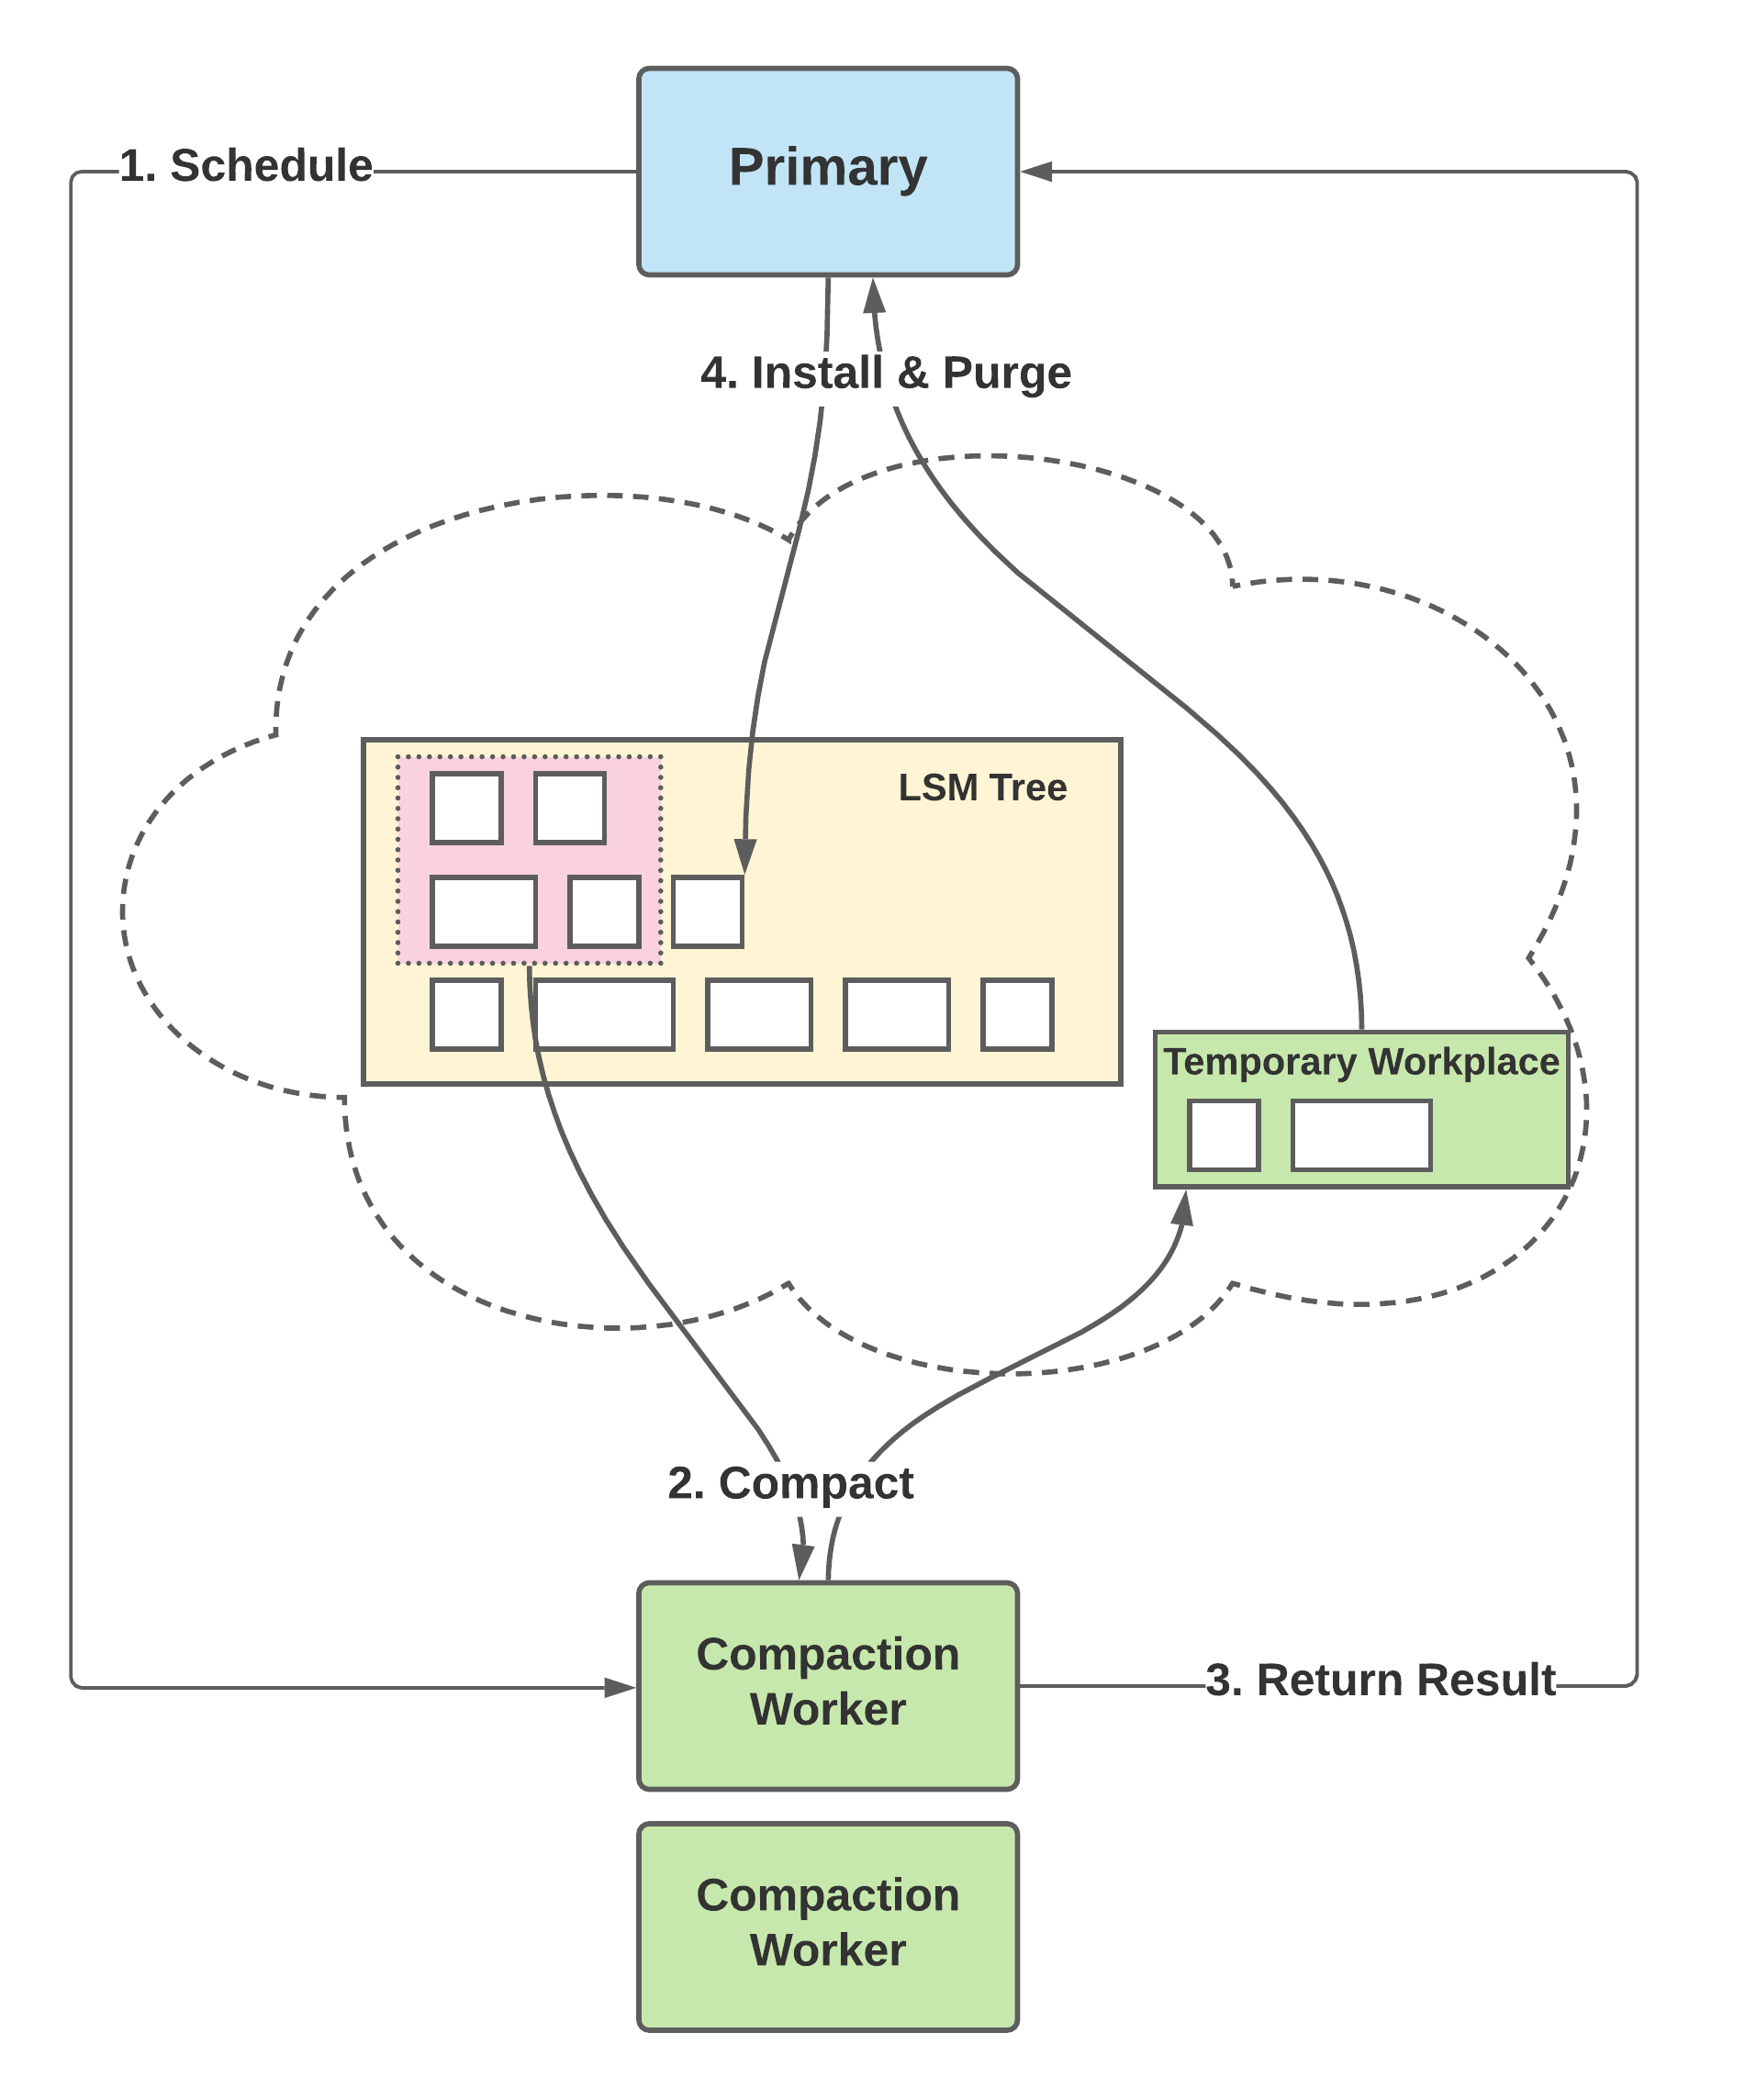 Primary
1. Schedule
4. Install & Purge
LSM Tree
Temporary Workplace
2. Compact
Compaction
Worker
3. Return Result
Compaction
Worker